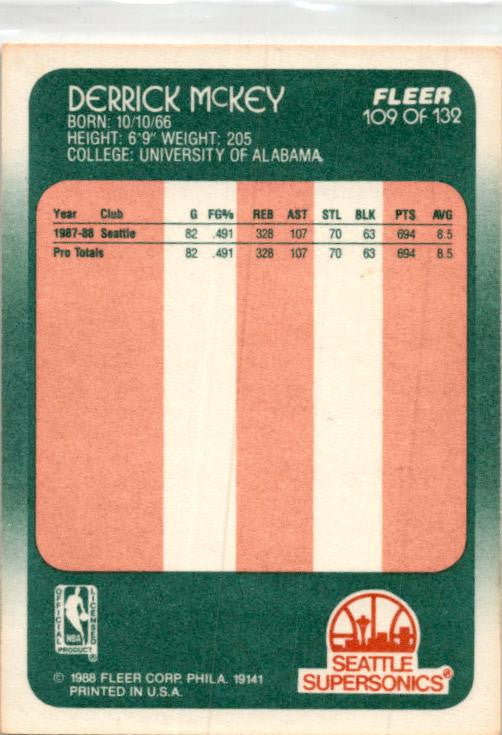 DERRICK McKEY
FLEER
109 OF 132
BORN: 10/10/66
HEIGHT: 6'9" WEIGHT: 205
COLLEGE: UNIVERSITY OF ALABAMA
Year Club G FG% REB AST STL BLK PTS AVG
1987-88 Seattle 82 .491 328 107 70 63 694 8.5
Pro Totals 82 .491 328 107 70 63 694 8.5
OFFICIAL
LICENSED
NBA
PRODUCT
®
SEATTLE
SUPERSONICS®
© 1988 FLEER CORP. PHILA. 19141
PRINTED IN U.S.A.